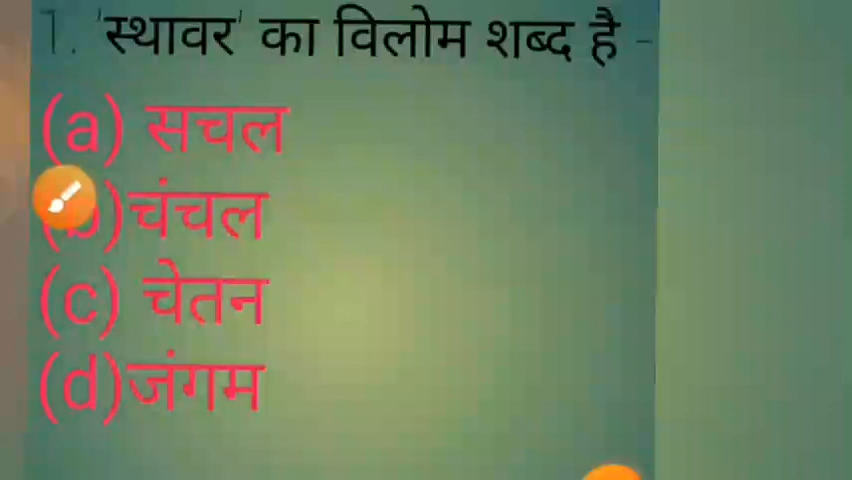 1. 'स्थावर' का विलोम शब्द है -
(a) सचल
(b)चंचल
(c) चेतन
(d)जंगम